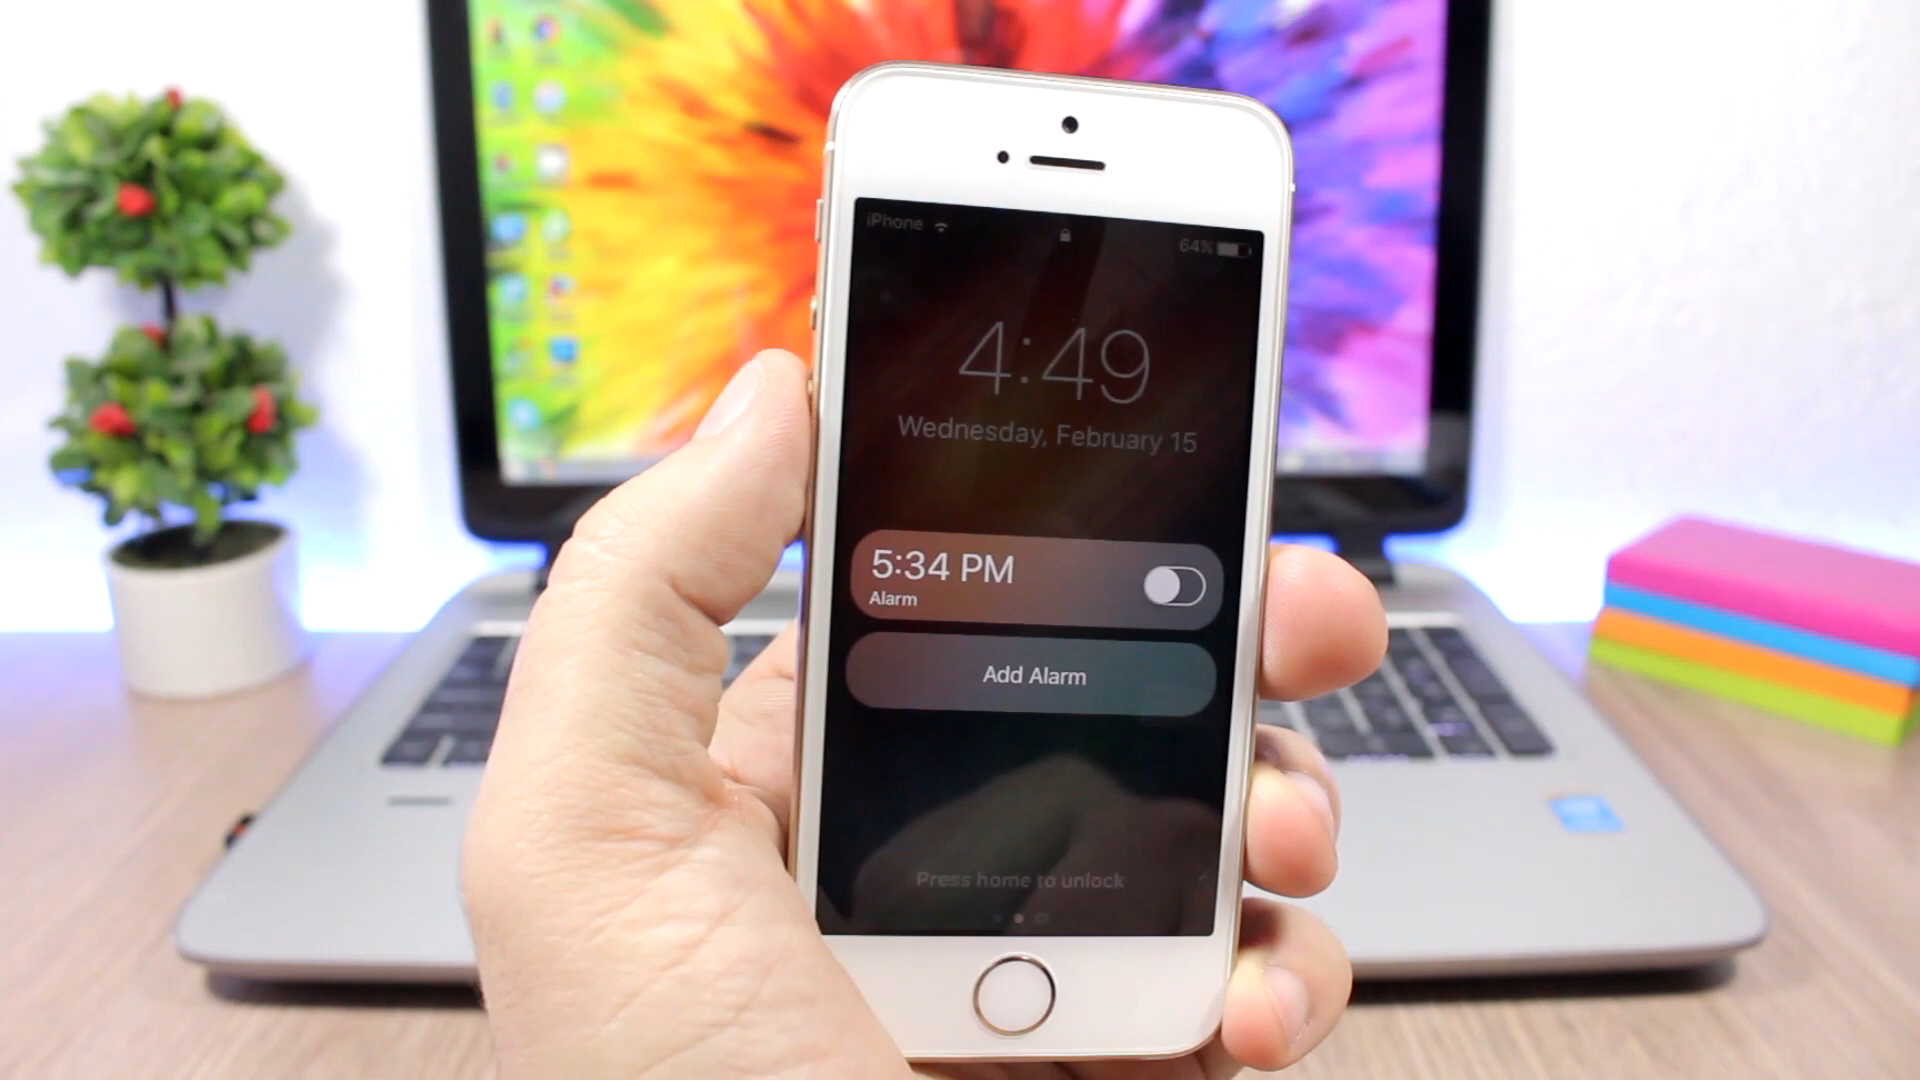 iPhone
64%
4:49
Wednesday, February 15
5:34 PM
Alarm
Add Alarm
Press home to unlock